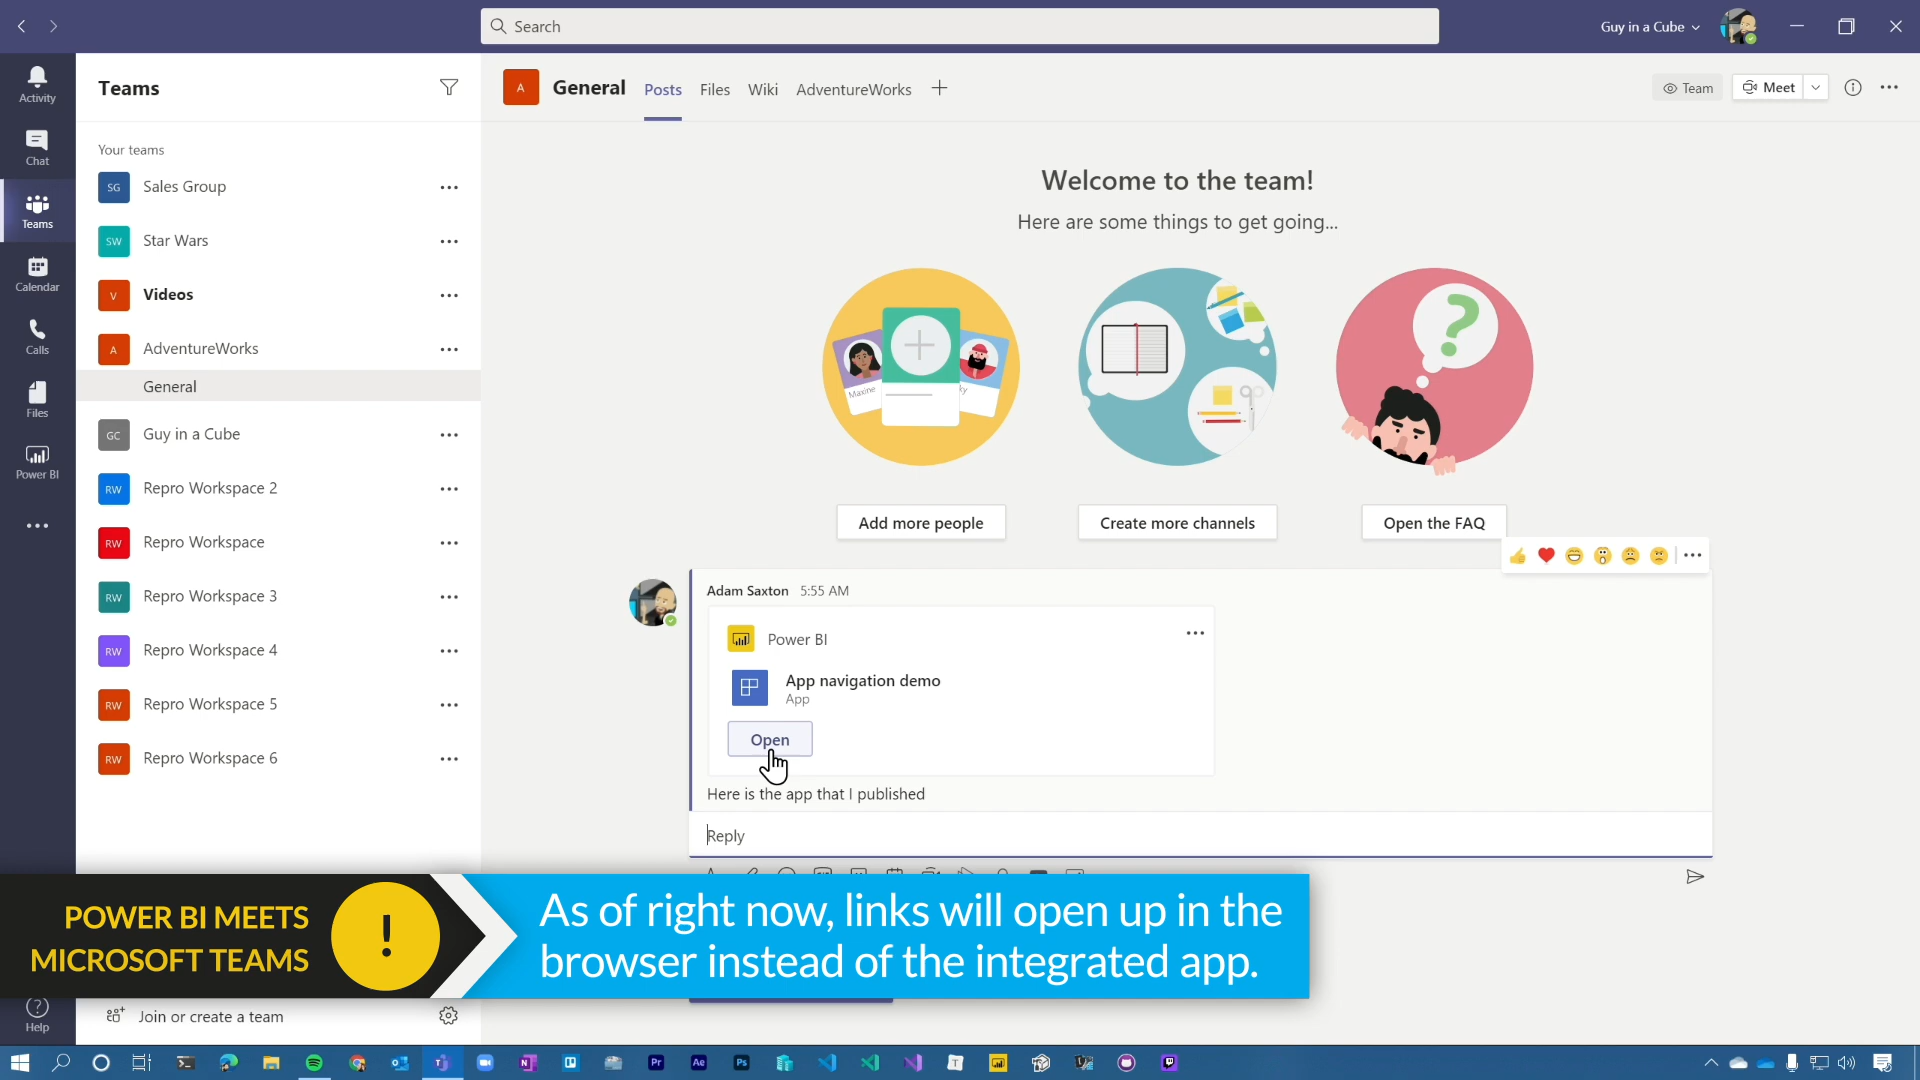 Search
Guy in a Cube
Activity
Chat
Teams
Calendar
Calls
Files
Power BI
Help
Teams
Your teams
SG Sales Group
SW Star Wars
V Videos
A AdventureWorks
General
GC Guy in a Cube
RW Repro Workspace 2
RW Repro Workspace
RW Repro Workspace 3
RW Repro Workspace 4
RW Repro Workspace 5
RW Repro Workspace 6
Join or create a team
A General Posts Files Wiki AdventureWorks
Team Meet
Welcome to the team!
Here are some things to get going...
Maxine
?
Add more people
Create more channels
Open the FAQ
Adam Saxton 5:55 AM
Power BI
App navigation demo
App
Open
Here is the app that I published
Reply
POWER BI MEETS
MICROSOFT TEAMS
!
As of right now, links will open up in the
browser instead of the integrated app.
Pr Ae Ps